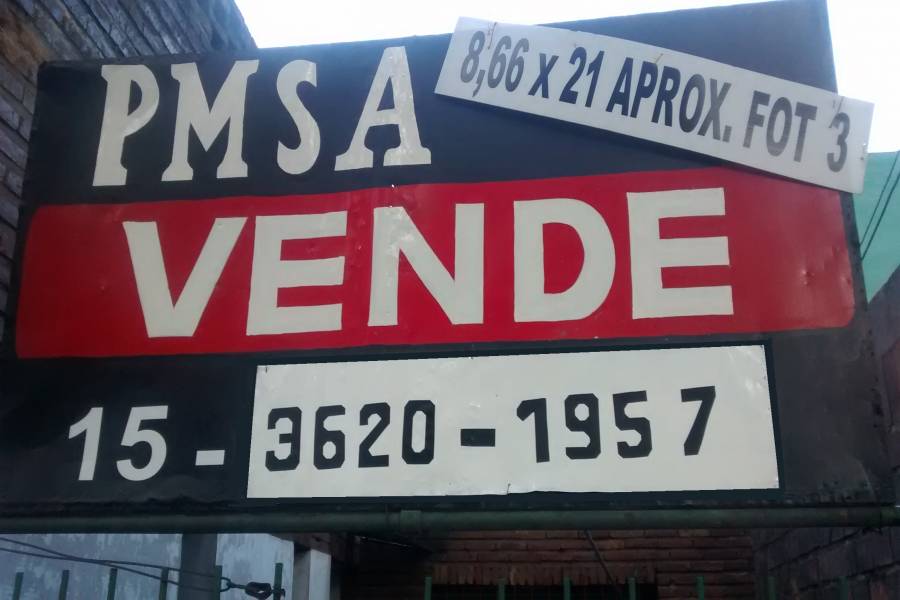 PMSA
8,66 x 21 APROX. FOT 3
VENDE
15-3620-1957